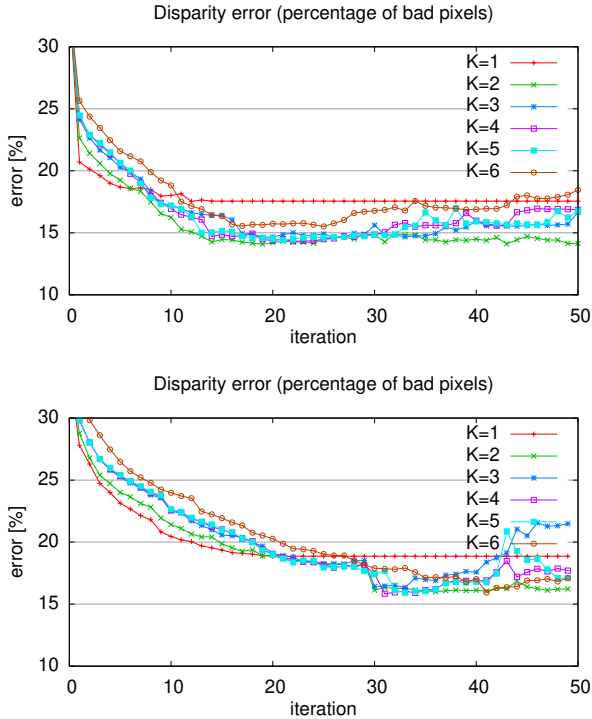 Disparity error (percentage of bad pixels)
30
25
20
15
10
error [%]
K=1
K=2
K=3
K=4
K=5
K=6
0 10 20 30 40 50
iteration
Disparity error (percentage of bad pixels)
30
25
20
15
10
error [%]
K=1
K=2
K=3
K=4
K=5
K=6
0 10 20 30 40 50
iteration